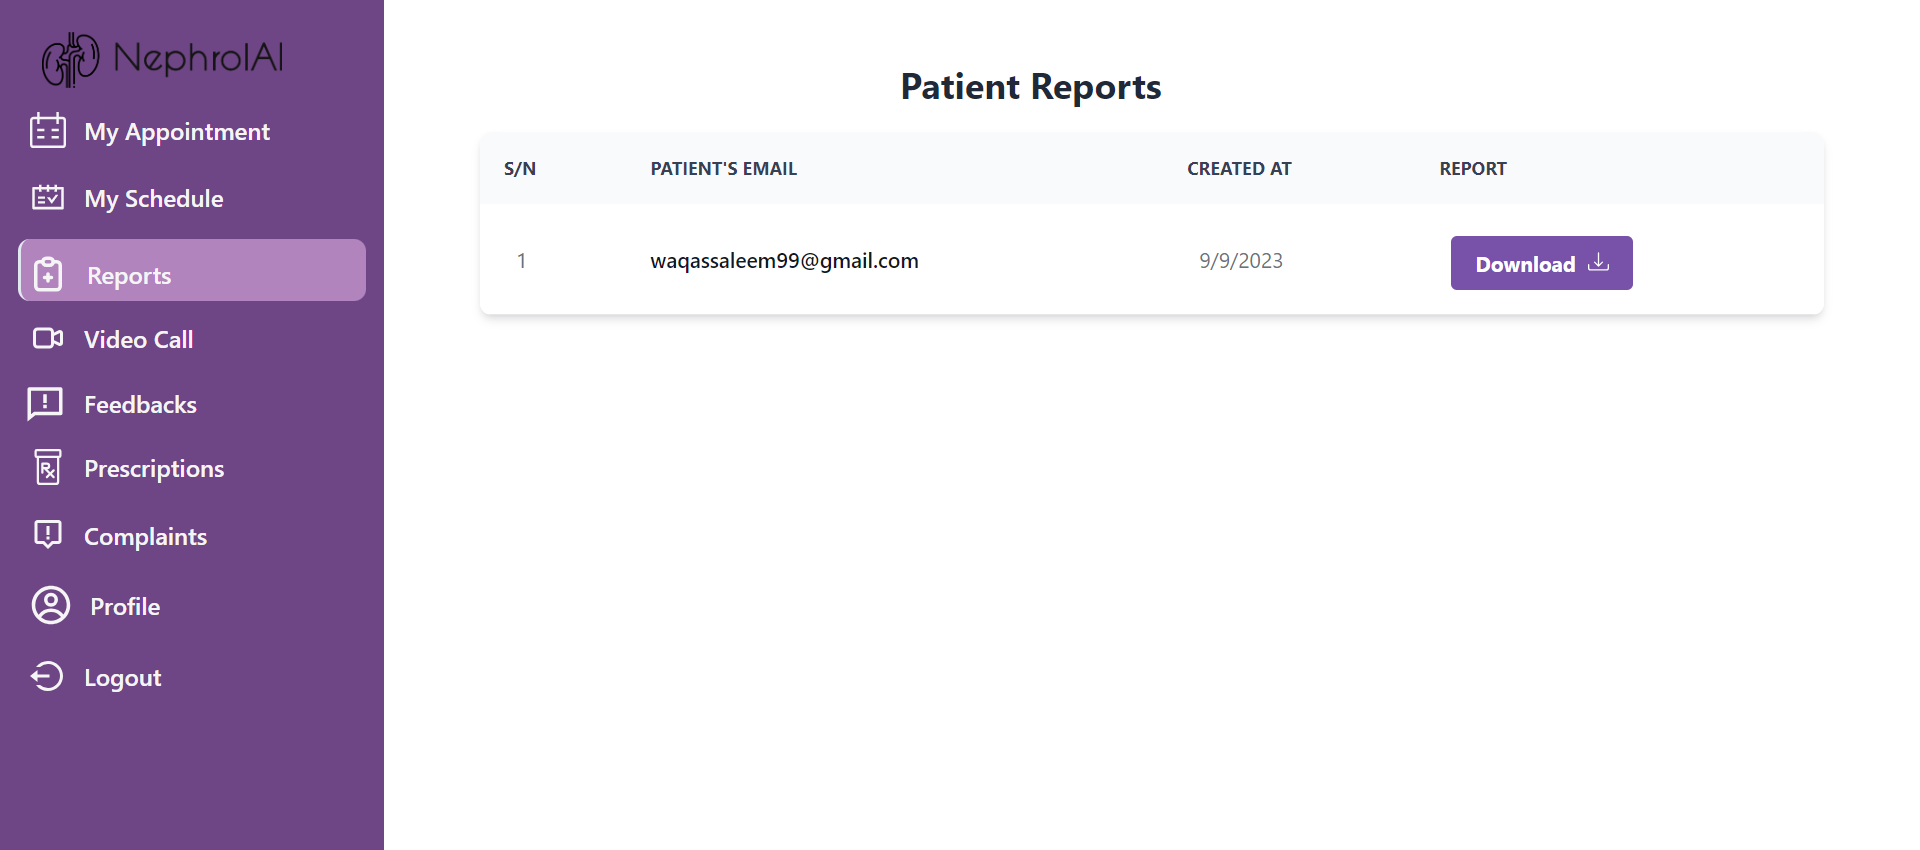 NephrolAI
My Appointment
My Schedule
Reports
Video Call
Feedbacks
Prescriptions
Complaints
Profile
Logout
Patient Reports
S/N PATIENT'S EMAIL CREATED AT REPORT
1 waqassaleem99@gmail.com 9/9/2023 Download